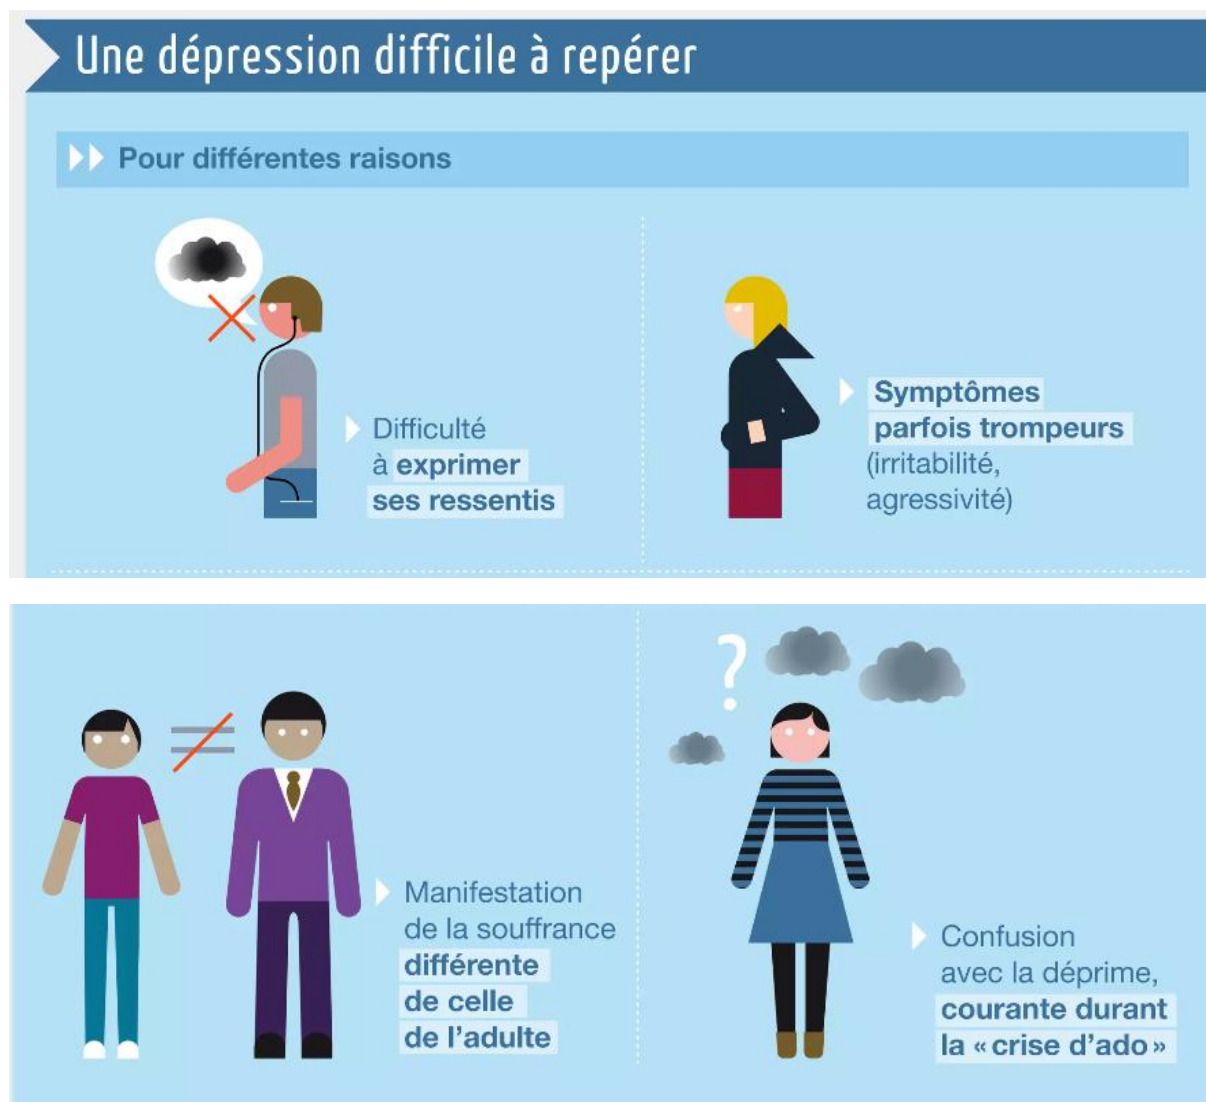 Une dépression difficile à repérer
Pour différentes raisons
Difficulté
à exprimer
ses ressentis
Symptômes
parfois trompeurs
(irritabilité,
agressivité)
?
Manifestation
de la souffrance
différente
de celle
de l'adulte
Confusion
avec la déprime,
courante durant
la « crise d'ado »